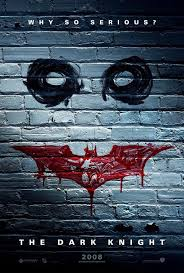 WHY SO SERIOUS?
2008
THE DARK KNIGHT